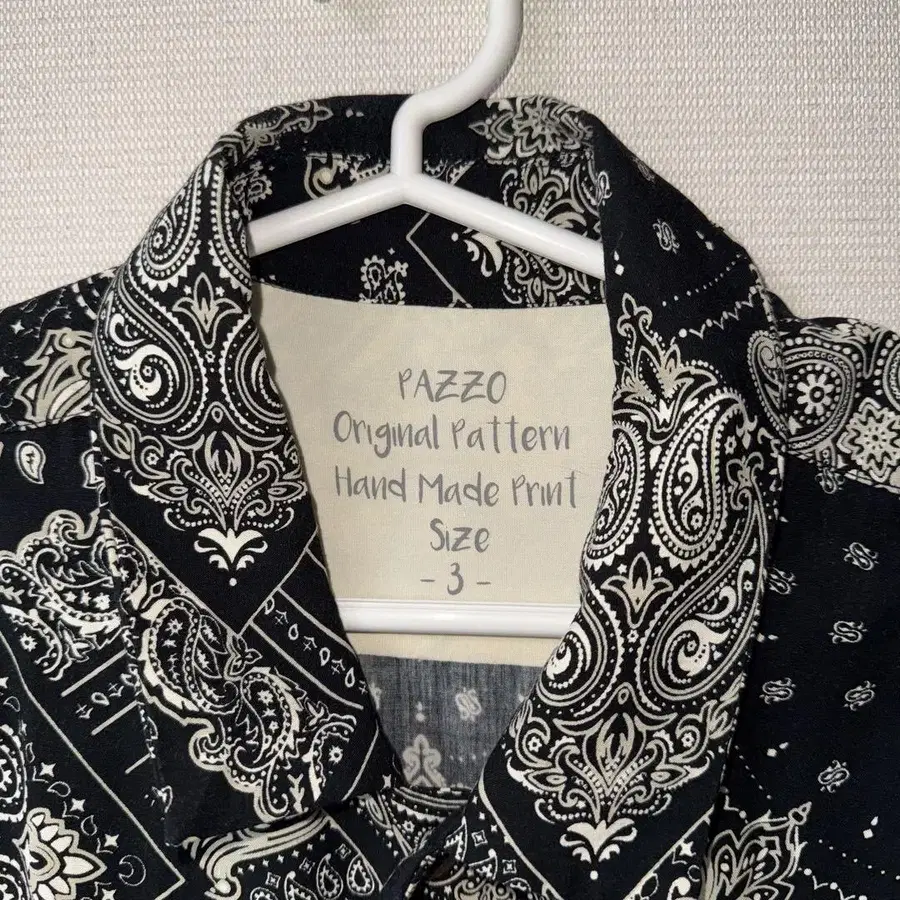 PAZZO
Original Pattern
Hand Made Print
Size
- 3 -